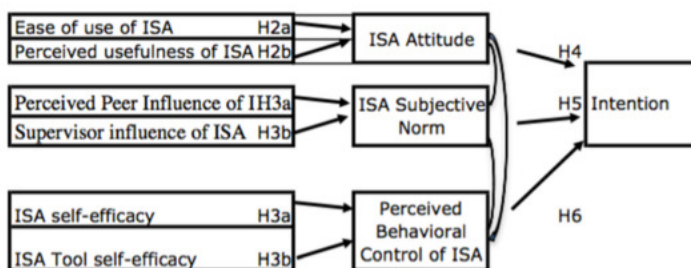 Ease of use of ISA H2a
Perceived usefulness of ISA H2b
ISA Attitude
H4
Perceived Peer Influence of IH3a
Supervisor influence of ISA H3b
ISA Subjective
Norm
H5
Intention
ISA self-efficacy H3a
ISA Tool self-efficacy H3b
Perceived
Behavioral
Control of ISA
H6